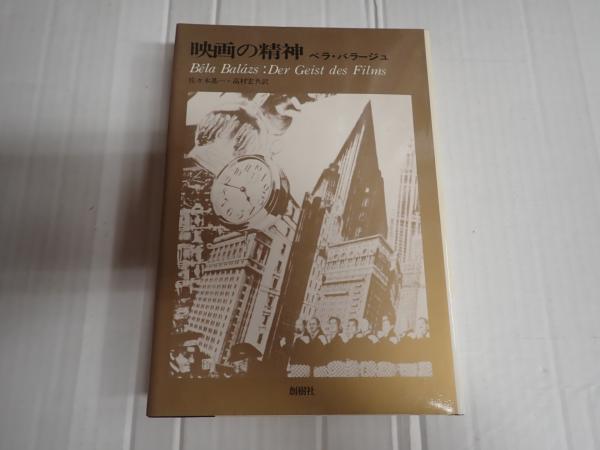 映画の精神 ベラ・バラージュ
Béla Balázs : Der Geist des Films
佐々木基一・高村宏共訳
創樹社